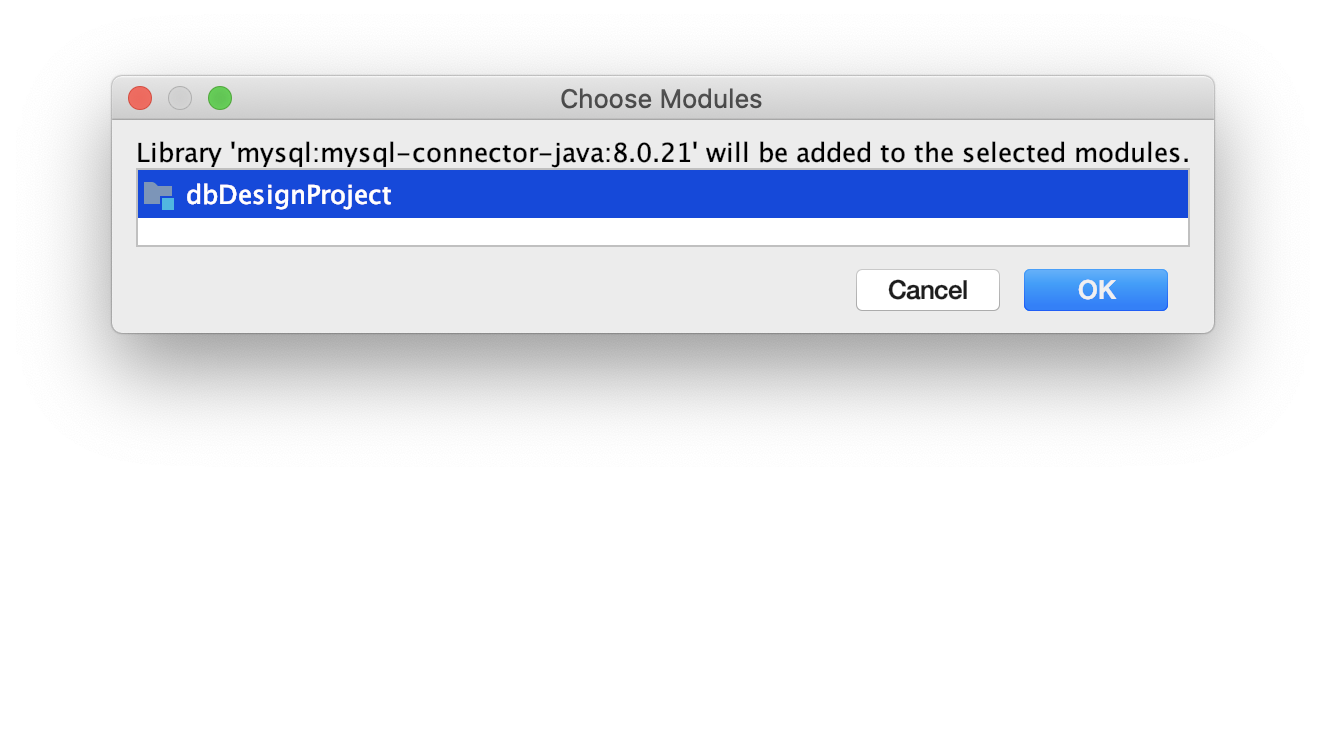 Choose Modules
Library 'mysql:mysql-connector-java:8.0.21' will be added to the selected modules.
dbDesignProject
Cancel OK